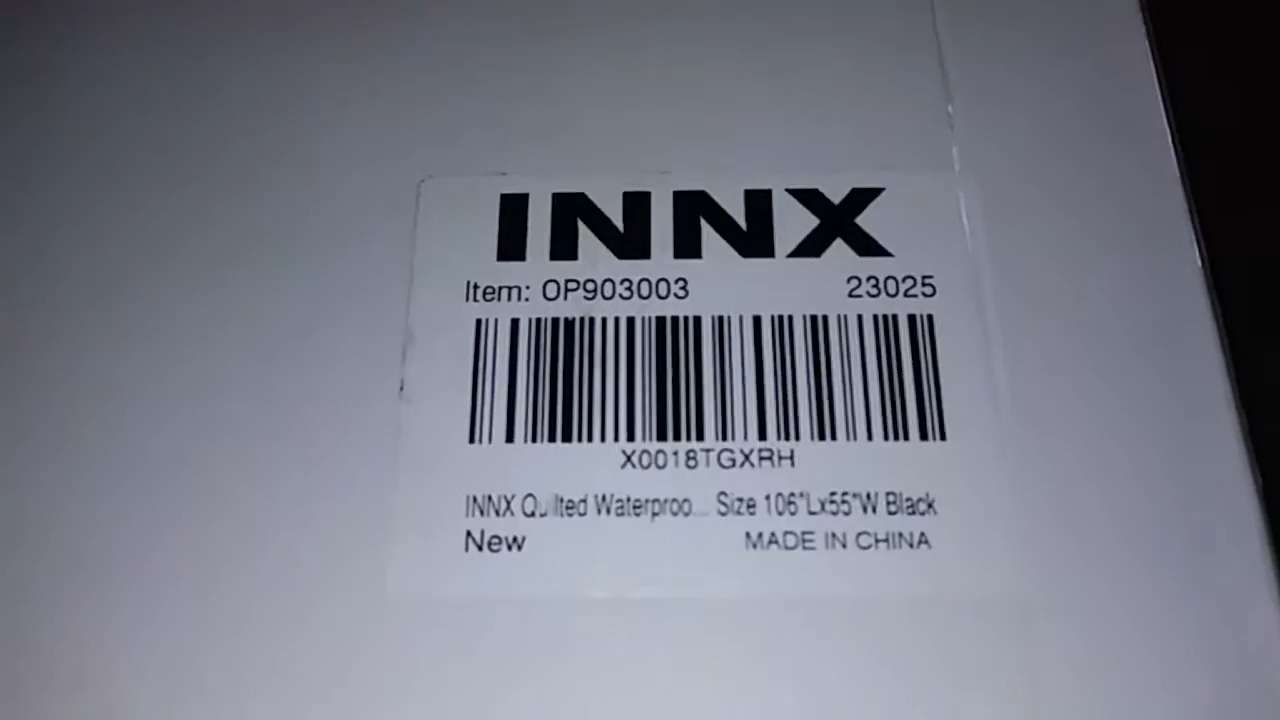 INNX
Item: OP903003 23025
X0018TGXRH
INNX Quilted Waterproo... Size 106"Lx55"W Black
New MADE IN CHINA